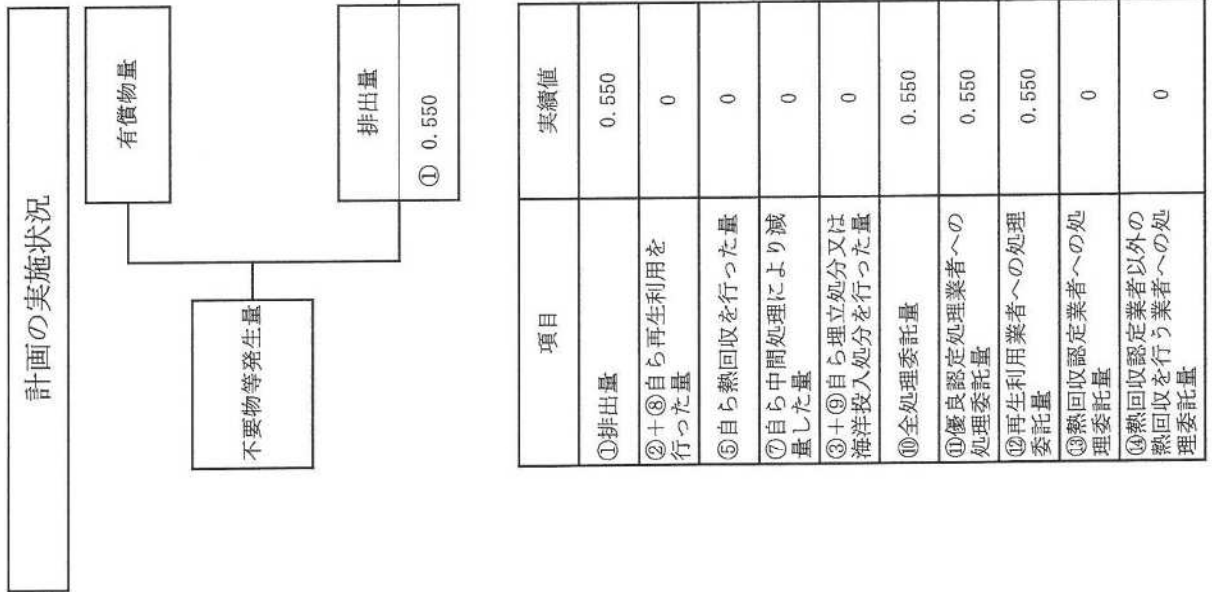 計画の実施状況
有償物量
不要物等発生量
排出量
① 0.550
項目
実績値
①排出量
0.550
②+⑧自ら再生利用を
行った量
0
⑤自ら熱回収を行った量
0
⑦自ら中間処理により減
量した量
0
③+⑨自ら埋立処分又は
海洋投入処分を行った量
0
⑩全処理委託量
0.550
⑪優良認定処理業者への
処理委託量
0.550
⑫再生利用業者への処理
委託量
0.550
⑬熱回収認定業者への処
理委託量
0
⑭熱回収認定業者以外の
熱回収を行う業者への処
理委託量
0